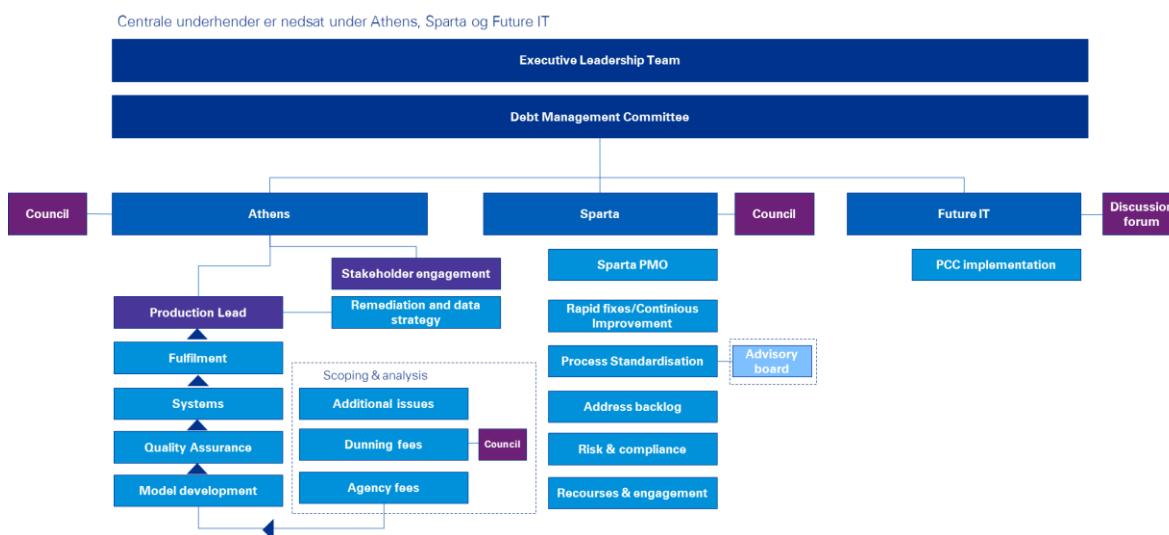 Centrale underhender er nedsat under Athens, Sparta og Future IT
Executive Leadership Team
Debt Management Committee
Council
Athens
Sparta
Council
Future IT
Discussion
forum
Stakeholder engagement
Sparta PMO
PCC implementation
Production Lead
Remediation and data
strategy
Rapid fixes/Continious
Improvement
Fulfilment
Scoping & analysis
Process Standardisation
Advisory
board
Systems
Additional issues
Address backlog
Quality Assurance
Dunning fees
Council
Risk & compliance
Model development
Agency fees
Recourses & engagement